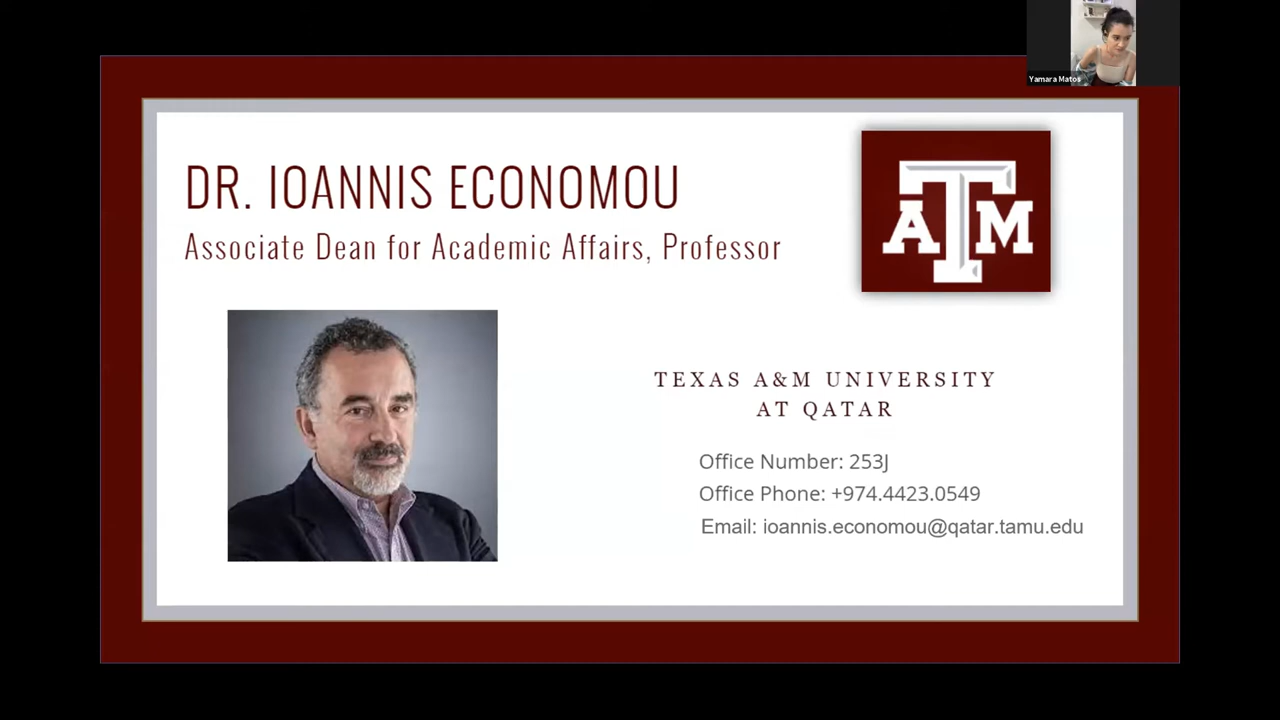 Yamara Matos
DR. IOANNIS ECONOMOU
Associate Dean for Academic Affairs, Professor
ATM
TEXAS A&M UNIVERSITY
AT QATAR
Office Number: 253J
Office Phone: +974.4423.0549
Email: ioannis.economou@qatar.tamu.edu